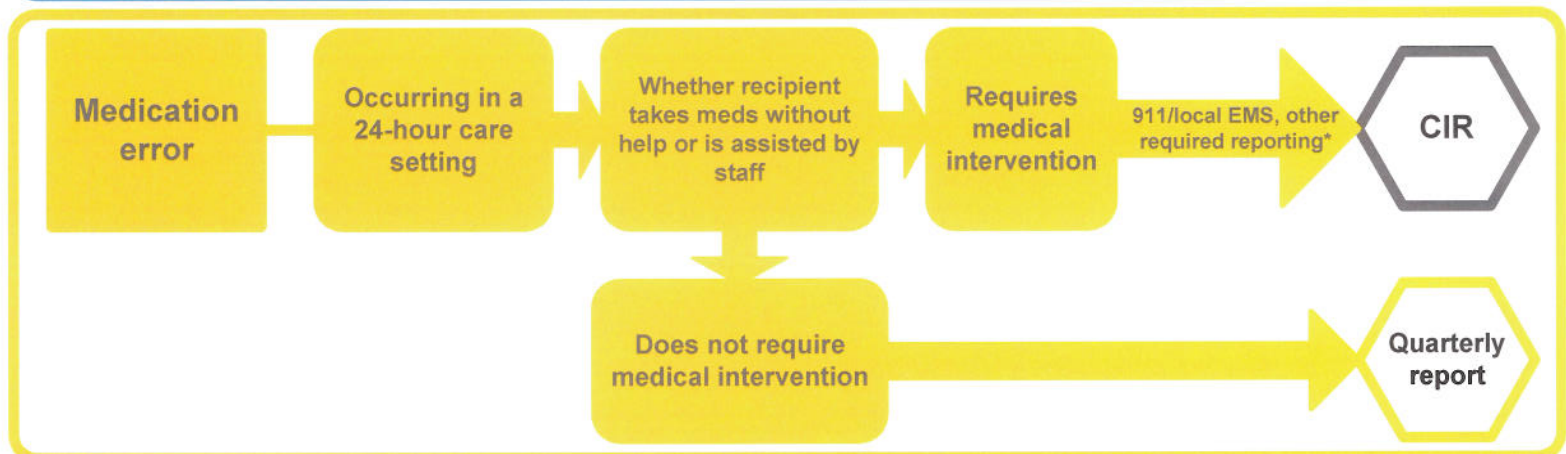 Medication
error
Occurring in a
24-hour care
setting
Whether recipient
takes meds without
help or is assisted by
staff
Requires
medical
intervention
911/local EMS, other
required reporting*
CIR
Does not require
medical intervention
Quarterly
report